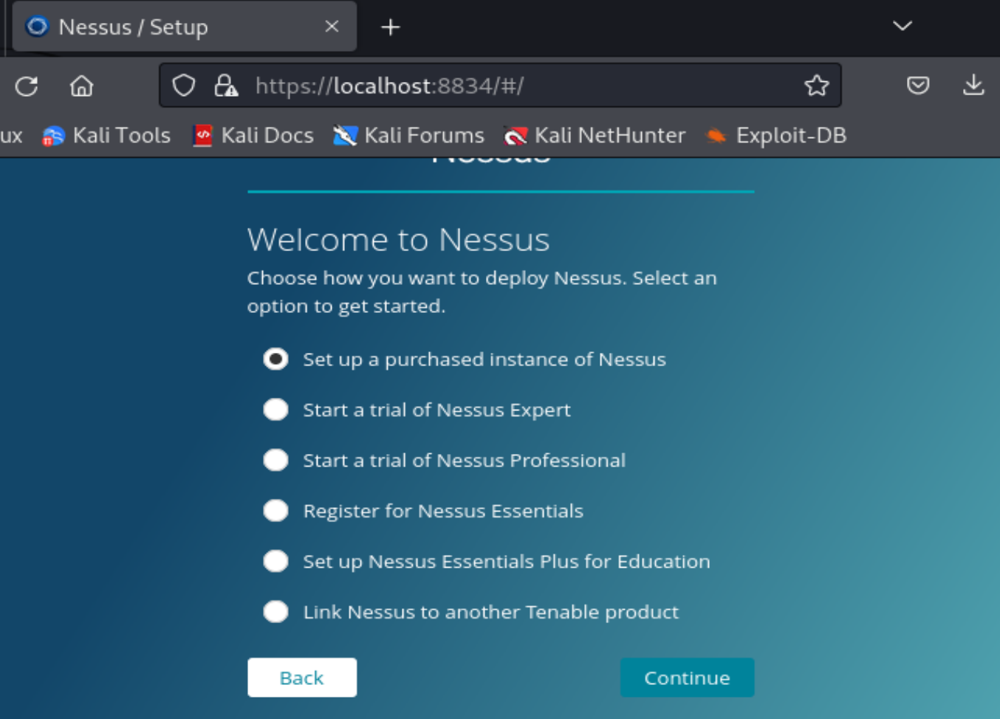 Nessus / Setup
https://localhost:8834/#/
ux Kali Tools Kali Docs Kali Forums Kali NetHunter Exploit-DB
Nessus
Welcome to Nessus
Choose how you want to deploy Nessus. Select an
option to get started.
Set up a purchased instance of Nessus
Start a trial of Nessus Expert
Start a trial of Nessus Professional
Register for Nessus Essentials
Set up Nessus Essentials Plus for Education
Link Nessus to another Tenable product
Back Continue